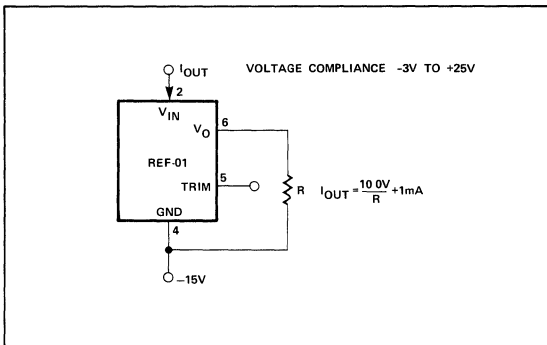 I_OUT
VOLTAGE COMPLIANCE -3V TO +25V
2
V_IN
V_O
6
REF-01
5
TRIM
R
I_OUT = 10 0V/R +1mA
GND
4
-15V